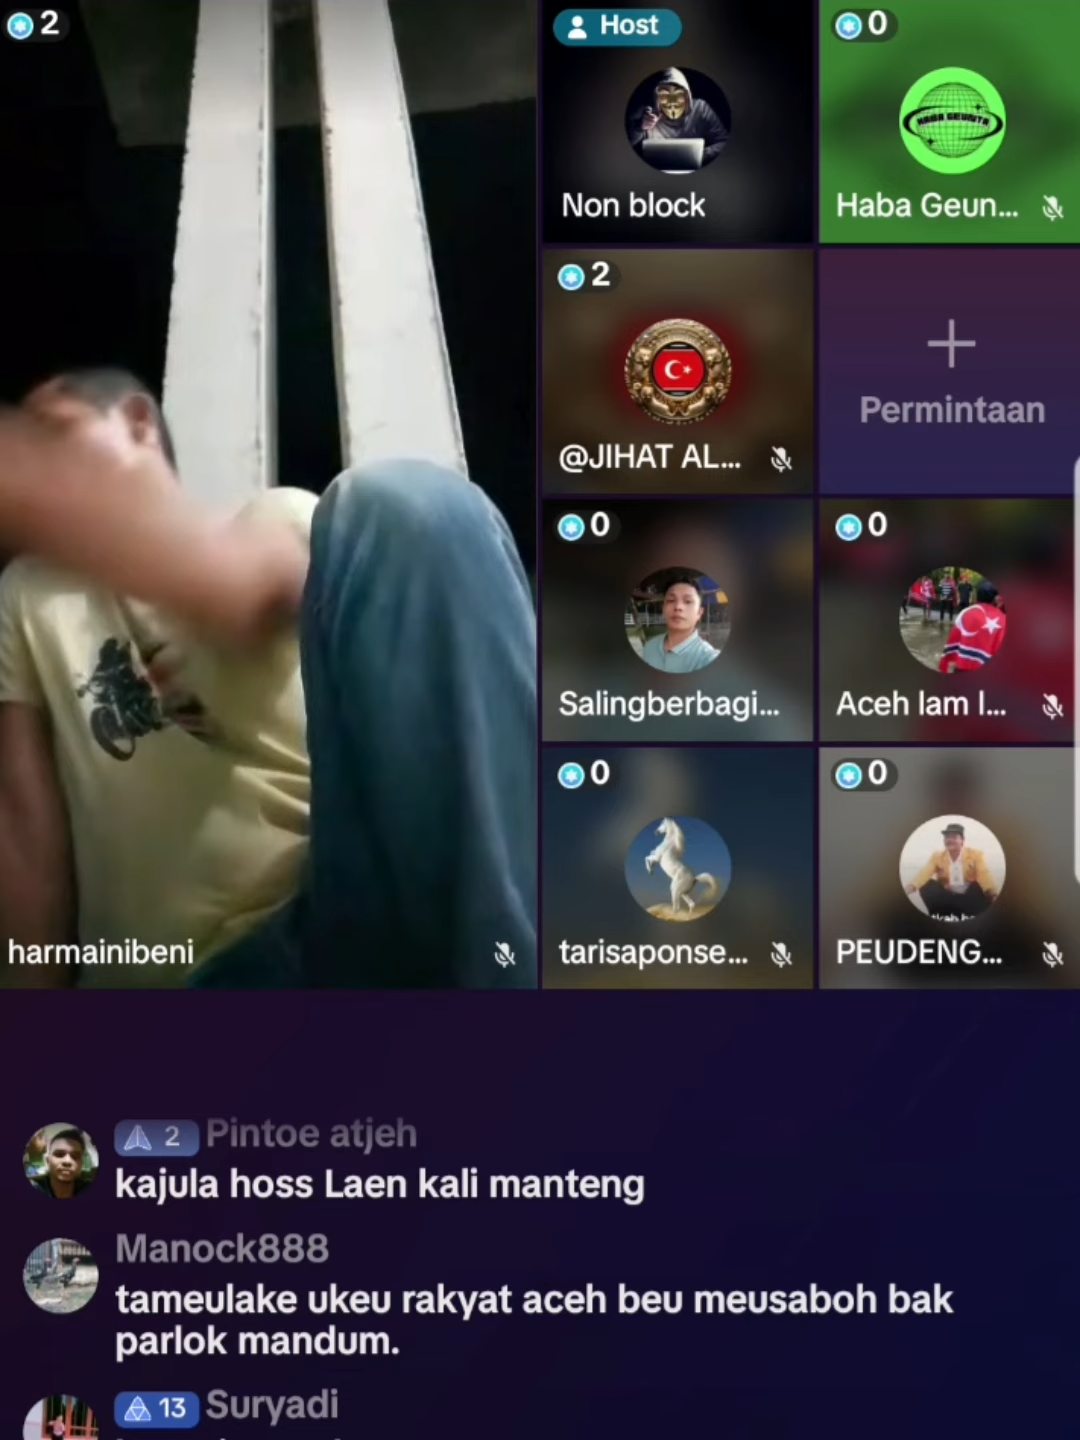 2
Host
0
Non block
Haba Geun...
2
@JIHAT AL...
Permintaan
0
0
Salingberbagi...
Aceh lam l...
0
0
harmainibeni
tarisaponse...
PEUDENG...
2 Pintoe atjeh
kajula hoss Laen kali manteng
Manock888
tameulake ukeu rakyat aceh beu meusaboh bak
parlok mandum.
13 Suryadi